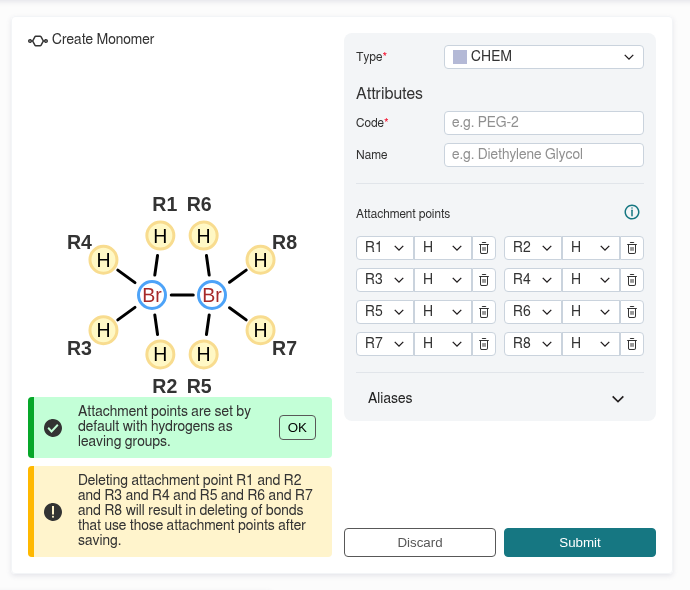 Create Monomer
Type*
CHEM
Attributes
Code*
e.g. PEG-2
Name
e.g. Diethylene Glycol
Attachment points
R1 H R2 H
R3 H R4 H
R5 H R6 H
R7 H R8 H
Aliases
R1 R6
H H
R4 H H R8
Br Br
H H
R3 H H R7
R2 R5
Attachment points are set by
default with hydrogens as
leaving groups.
OK
Deleting attachment point R1 and R2
and R3 and R4 and R5 and R6 and R7
and R8 will result in deleting of bonds
that use those attachment points after
saving.
Discard
Submit